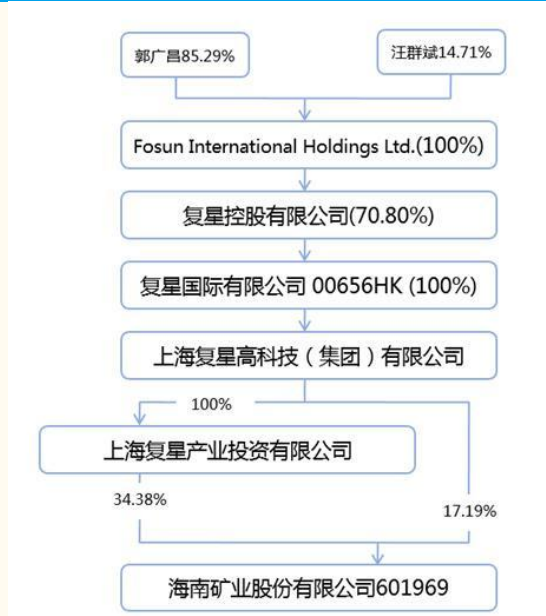 郭广昌85.29%
汪群斌14.71%
Fosun International Holdings Ltd.(100%)
复星控股有限公司(70.80%)
复星国际有限公司 00656HK (100%)
上海复星高科技（集团）有限公司
100%
上海复星产业投资有限公司
34.38%
17.19%
海南矿业股份有限公司601969